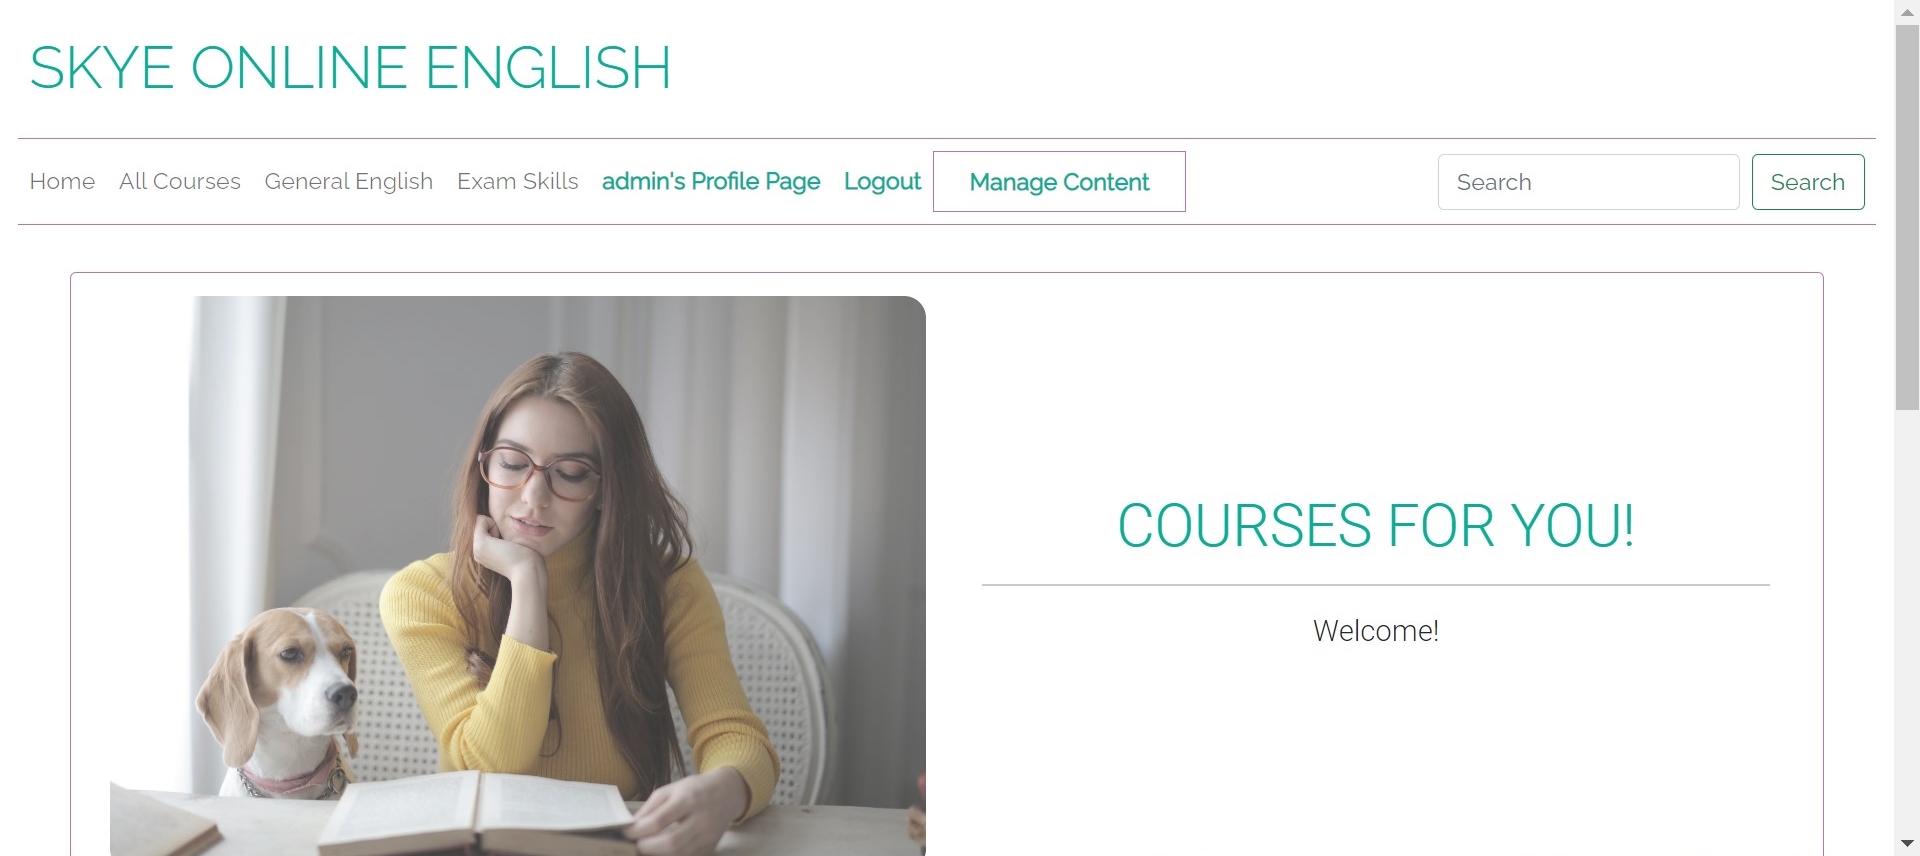 SKYE ONLINE ENGLISH
Home All Courses General English Exam Skills admin's Profile Page Logout Manage Content Search Search
COURSES FOR YOU!
Welcome!